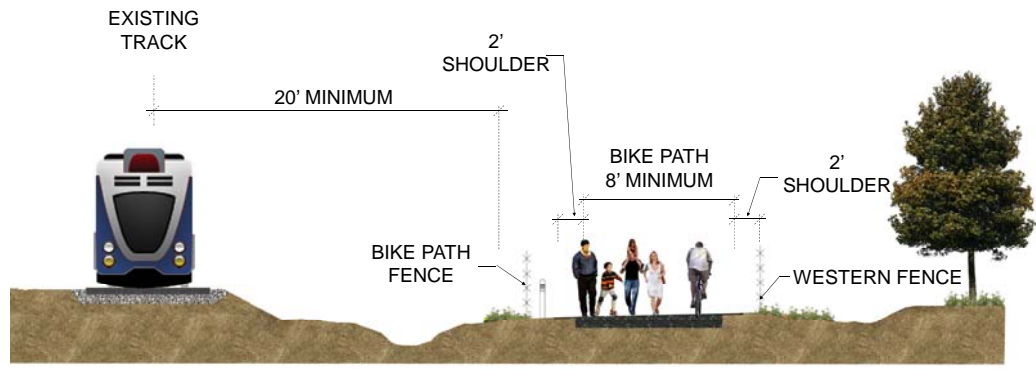 EXISTING
TRACK
2’
SHOULDER
20’ MINIMUM
BIKE PATH
8’ MINIMUM
2’
SHOULDER
BIKE PATH
FENCE
WESTERN FENCE